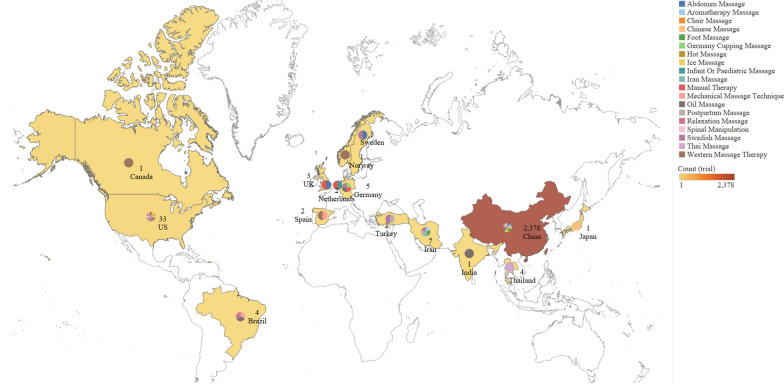 Abdomen Massage
Aromatherapy Massage
Chair Massage
Chinese Massage
Foot Massage
Germany Cupping Massage
Hot Massage
Ice Massage
Infant Or Paediatric Massage
Iran Massage
Manual Therapy
Mechanical Massage Technique
Oil Massage
Postpartum Massage
Relaxation Massage
Spinal Manipulation
Swedish Massage
Thai Massage
Western Massage Therapy
Count (trial)
1 2,378
3
Sweden
1
Norway
1
Canada
3
UK
Netherlands
5
Germany
33
US
2
Spain
Turkey
7
Iran
2,378
China
1
Japan
1
India
4
Thailand
4
Brazil